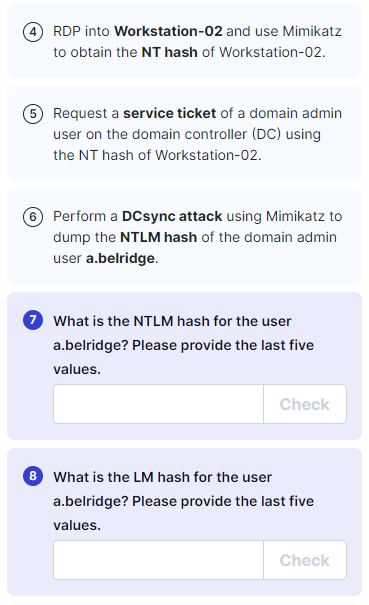 4 RDP into Workstation-02 and use Mimikatz
to obtain the NT hash of Workstation-02.
5 Request a service ticket of a domain admin
user on the domain controller (DC) using
the NT hash of Workstation-02.
6 Perform a DCsync attack using Mimikatz to
dump the NTLM hash of the domain admin
user a.belridge.
7 What is the NTLM hash for the user
a.belridge? Please provide the last five
values.
Check
8 What is the LM hash for the user
a.belridge? Please provide the last five
values.
Check